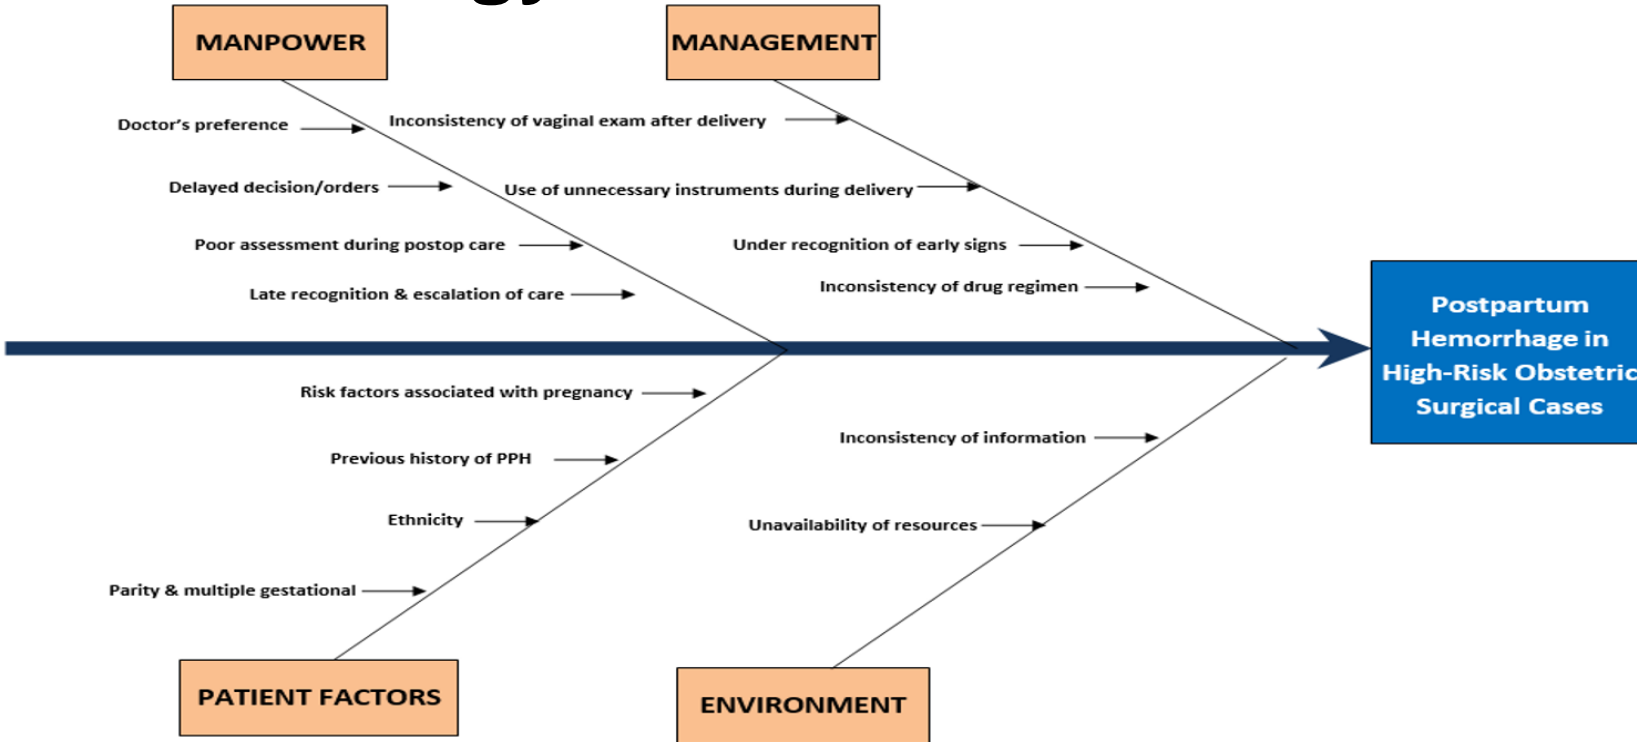 gy
MANPOWER
MANAGEMENT
Doctor's preference
Inconsistency of vaginal exam after delivery
Delayed decision/orders
Use of unnecessary instruments during delivery
Poor assessment during postop care
Under recognition of early signs
Late recognition & escalation of care
Inconsistency of drug regimen
Postpartum
Hemorrhage in
High-Risk Obstetric
Surgical Cases
Risk factors associated with pregnancy
Inconsistency of information
Previous history of PPH
Ethnicity
Unavailability of resources
Parity & multiple gestational
PATIENT FACTORS
ENVIRONMENT